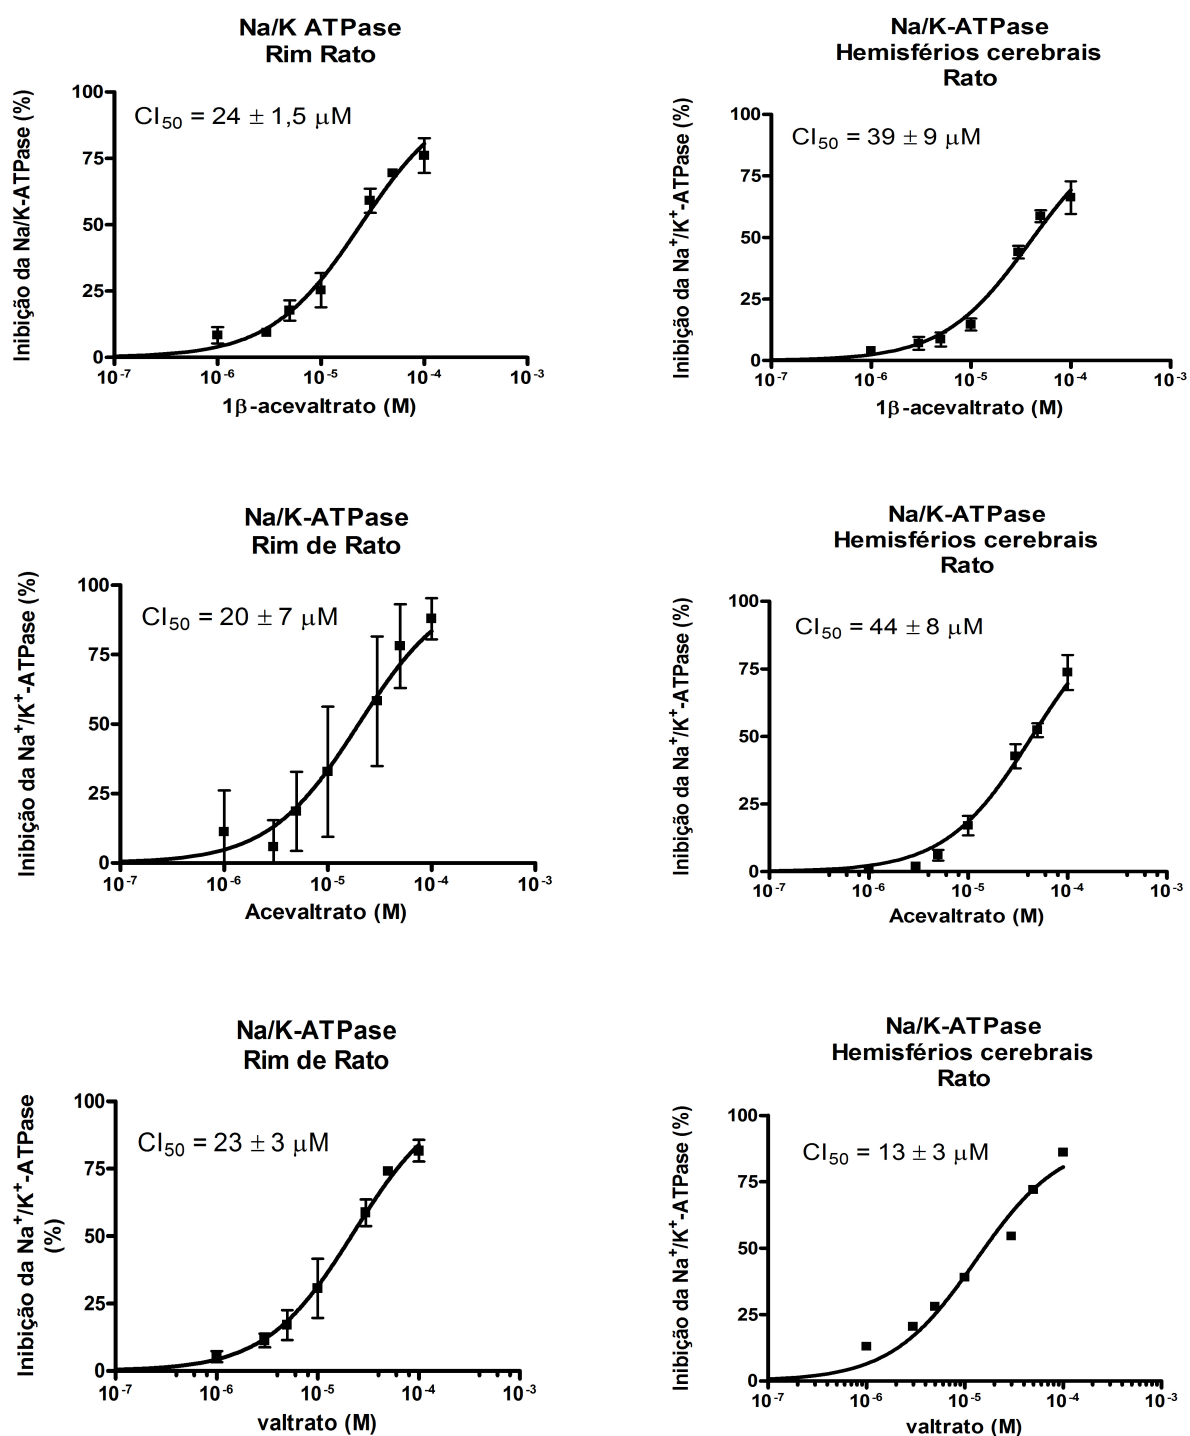 Na/K ATPase
Rim Rato
Inibição da Na/K-ATPase (%)
CI₅₀ = 24 ± 1,5 µM
100
75
50
25
0
10⁻⁷ 10⁻⁶ 10⁻⁵ 10⁻⁴ 10⁻³
1β-acevaltrato (M)
Na/K-ATPase
Hemisférios cerebrais
Rato
Inibição da Na⁺/K⁺-ATPase (%)
CI₅₀ = 39 ± 9 µM
100
75
50
25
0
10⁻⁷ 10⁻⁶ 10⁻⁵ 10⁻⁴ 10⁻³
1β-acevaltrato (M)
Na/K-ATPase
Rim de Rato
Inibição da Na⁺/K⁺-ATPase (%)
CI₅₀ = 20 ± 7 µM
100
75
50
25
0
10⁻⁷ 10⁻⁶ 10⁻⁵ 10⁻⁴ 10⁻³
Acevaltrato (M)
Na/K-ATPase
Hemisférios cerebrais
Rato
Inibição da Na⁺/K⁺-ATPase (%)
CI₅₀ = 44 ± 8 µM
100
75
50
25
0
10⁻⁷ 10⁻⁶ 10⁻⁵ 10⁻⁴ 10⁻³
Acevaltrato (M)
Na/K-ATPase
Rim de Rato
Inibição da Na⁺/K⁺-ATPase
(%)
CI₅₀ = 23 ± 3 µM
100
75
50
25
0
10⁻⁷ 10⁻⁶ 10⁻⁵ 10⁻⁴ 10⁻³
valtrato (M)
Na/K-ATPase
Hemisférios cerebrais
Rato
Inibição da Na⁺/K⁺-ATPase (%)
CI₅₀ = 13 ± 3 µM
100
75
50
25
0
10⁻⁷ 10⁻⁶ 10⁻⁵ 10⁻⁴ 10⁻³
valtrato (M)